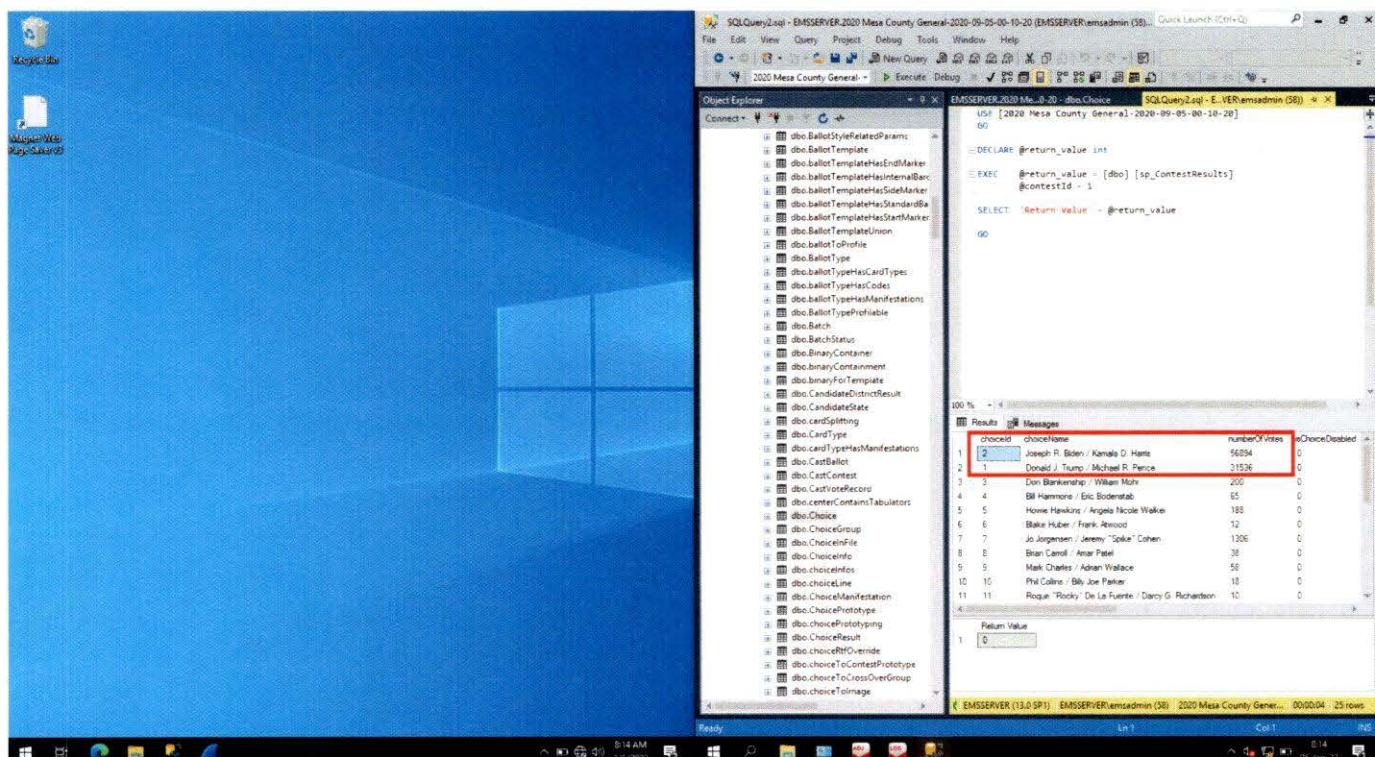 Recycle Bin
Magnet Web
Page Saver V3
8:14 AM
SQLQuery2.sql - EMSSERVER.2020 Mesa County General-2020-09-05-00-10-20 (EMSSERVER\emsadmin (58)...
Quick Launch (Ctrl+Q)
File Edit View Query Project Debug Tools Window Help
New Query
2020 Mesa County General-
Execute Debug
Object Explorer
Connect
dbo.BallotStyleRelatedParams
dbo.BallotTemplate
dbo.ballotTemplateHasEndMarker
dbo.ballotTemplateHasInternalBarc
dbo.ballotTemplateHasSideMarker
dbo.ballotTemplateHasStandardBa
dbo.ballotTemplateHasStartMarker
dbo.BallotTemplateUnion
dbo.ballotToProfile
dbo.BallotType
dbo.ballotTypeHasCardTypes
dbo.ballotTypeHasCodes
dbo.ballotTypeHasManifestations
dbo.BallotTypeProfilable
dbo.Batch
dbo.BatchStatus
dbo.BinaryContainer
dbo.binaryContainment
dbo.binaryForTemplate
dbo.CandidateDistrictResult
dbo.CandidateState
dbo.cardSplitting
dbo.CardType
dbo.cardTypeHasManifestations
dbo.CastBallot
dbo.CastContest
dbo.CastVoteRecord
dbo.centerContainsTabulators
dbo.Choice
dbo.ChoiceGroup
dbo.ChoiceInFile
dbo.ChoiceInfo
dbo.choiceInfos
dbo.choiceLine
dbo.ChoiceManifestation
dbo.ChoicePrototype
dbo.choicePrototyping
dbo.ChoiceResult
dbo.choiceRtfOverride
dbo.choiceToContestPrototype
dbo.choiceToCrossOverGroup
dbo.choiceToImage
EMSSERVER.2020 Me...0-20 - dbo.Choice
SQLQuery2.sql - E...VER\emsadmin (58))
USE [2020 Mesa County General-2020-09-05-00-10-20]
GO
DECLARE @return_value int
EXEC @return_value = [dbo].[sp_ContestResults]
@contestId = 1
SELECT 'Return Value' = @return_value
GO
100 %
Results Messages
choiceId choiceName numberOfVotes isChoiceDisabled
1 2 Joseph R. Biden / Kamala D. Harris 56894 0
2 1 Donald J. Trump / Michael R. Pence 31536 0
3 3 Don Blankenship / William Mohr 200 0
4 4 Bill Hammons / Eric Bodenstab 65 0
5 5 Howie Hawkins / Angela Nicole Walker 188 0
6 6 Blake Huber / Frank Atwood 12 0
7 7 Jo Jorgensen / Jeremy "Spike" Cohen 1306 0
8 8 Brian Carroll / Amar Patel 38 0
9 9 Mark Charles / Adrian Wallace 58 0
10 10 Phil Collins / Billy Joe Parker 18 0
11 11 Roque "Rocky" De La Fuente / Darcy G. Richardson 10 0
Return Value
1 0
EMSSERVER (13.0 SP1) EMSSERVER\emsadmin (58) 2020 Mesa County Gener... 00:00:04 25 rows
Ready Ln 1 Col 1 INS
8:14